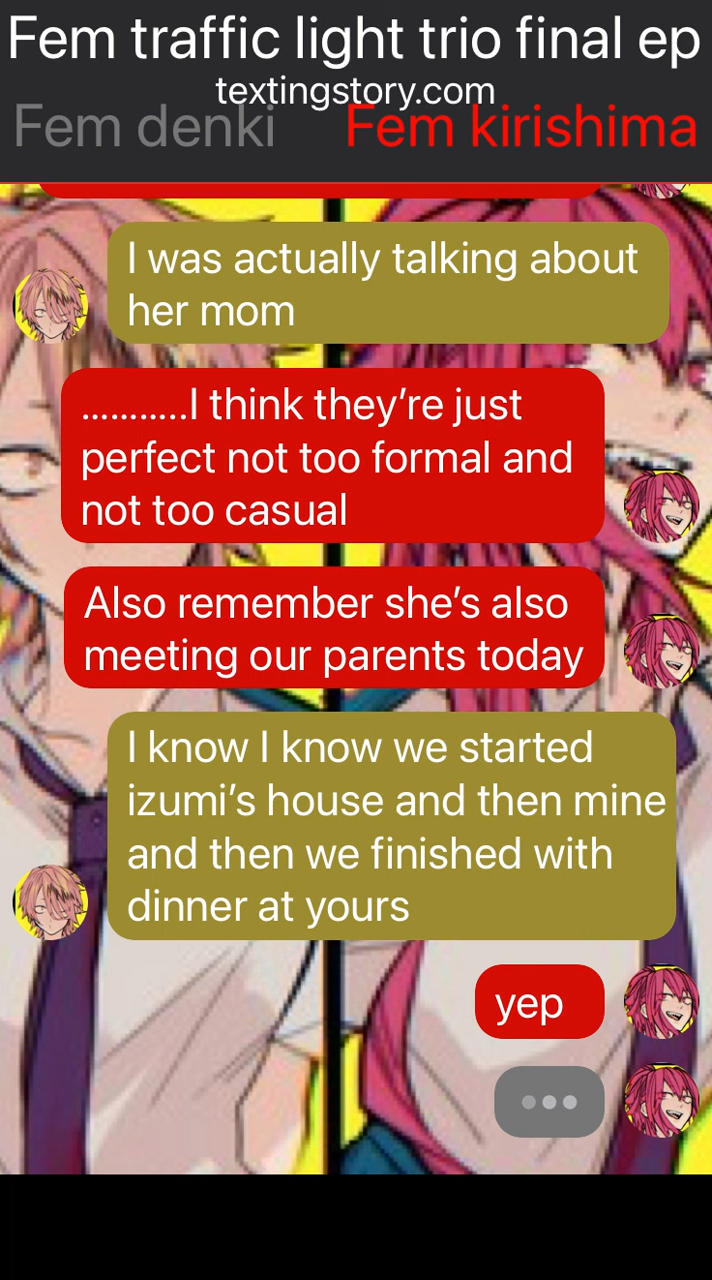 Fem traffic light trio final ep
textingstory.com
Fem denki Fem kirishima
I was actually talking about
her mom
...........I think they’re just
perfect not too formal and
not too casual
Also remember she’s also
meeting our parents today
I know I know we started
izumi’s house and then mine
and then we finished with
dinner at yours
yep